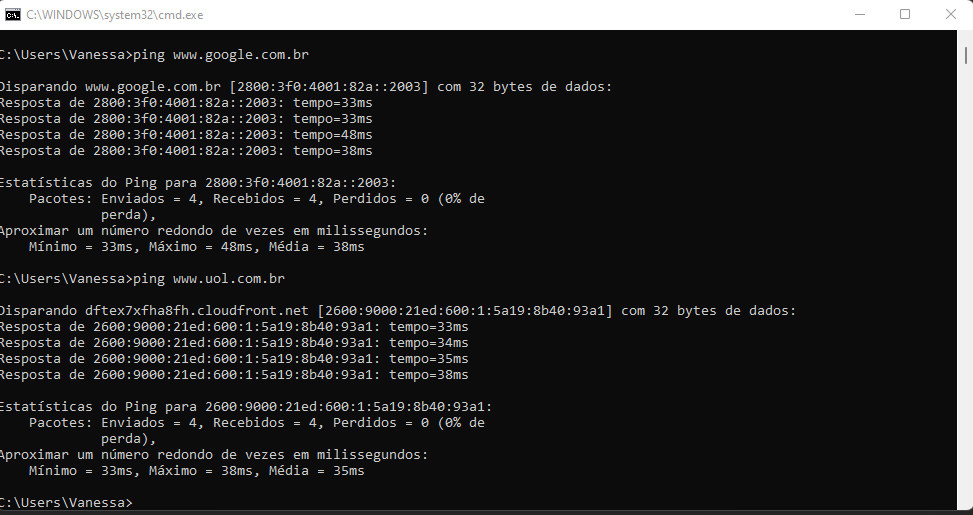 C:\WINDOWS\system32\cmd.exe
C:\Users\Vanessa>ping www.google.com.br
Disparando www.google.com.br [2800:3f0:4001:82a::2003] com 32 bytes de dados:
Resposta de 2800:3f0:4001:82a::2003: tempo=33ms
Resposta de 2800:3f0:4001:82a::2003: tempo=33ms
Resposta de 2800:3f0:4001:82a::2003: tempo=48ms
Resposta de 2800:3f0:4001:82a::2003: tempo=38ms
Estatísticas do Ping para 2800:3f0:4001:82a::2003:
    Pacotes: Enviados = 4, Recebidos = 4, Perdidos = 0 (0% de
             perda),
Aproximar um número redondo de vezes em milissegundos:
    Mínimo = 33ms, Máximo = 48ms, Média = 38ms
C:\Users\Vanessa>ping www.uol.com.br
Disparando dftex7xfha8fh.cloudfront.net [2600:9000:21ed:600:1:5a19:8b40:93a1] com 32 bytes de dados:
Resposta de 2600:9000:21ed:600:1:5a19:8b40:93a1: tempo=33ms
Resposta de 2600:9000:21ed:600:1:5a19:8b40:93a1: tempo=34ms
Resposta de 2600:9000:21ed:600:1:5a19:8b40:93a1: tempo=35ms
Resposta de 2600:9000:21ed:600:1:5a19:8b40:93a1: tempo=38ms
Estatísticas do Ping para 2600:9000:21ed:600:1:5a19:8b40:93a1:
    Pacotes: Enviados = 4, Recebidos = 4, Perdidos = 0 (0% de
             perda),
Aproximar um número redondo de vezes em milissegundos:
    Mínimo = 33ms, Máximo = 38ms, Média = 35ms
C:\Users\Vanessa>